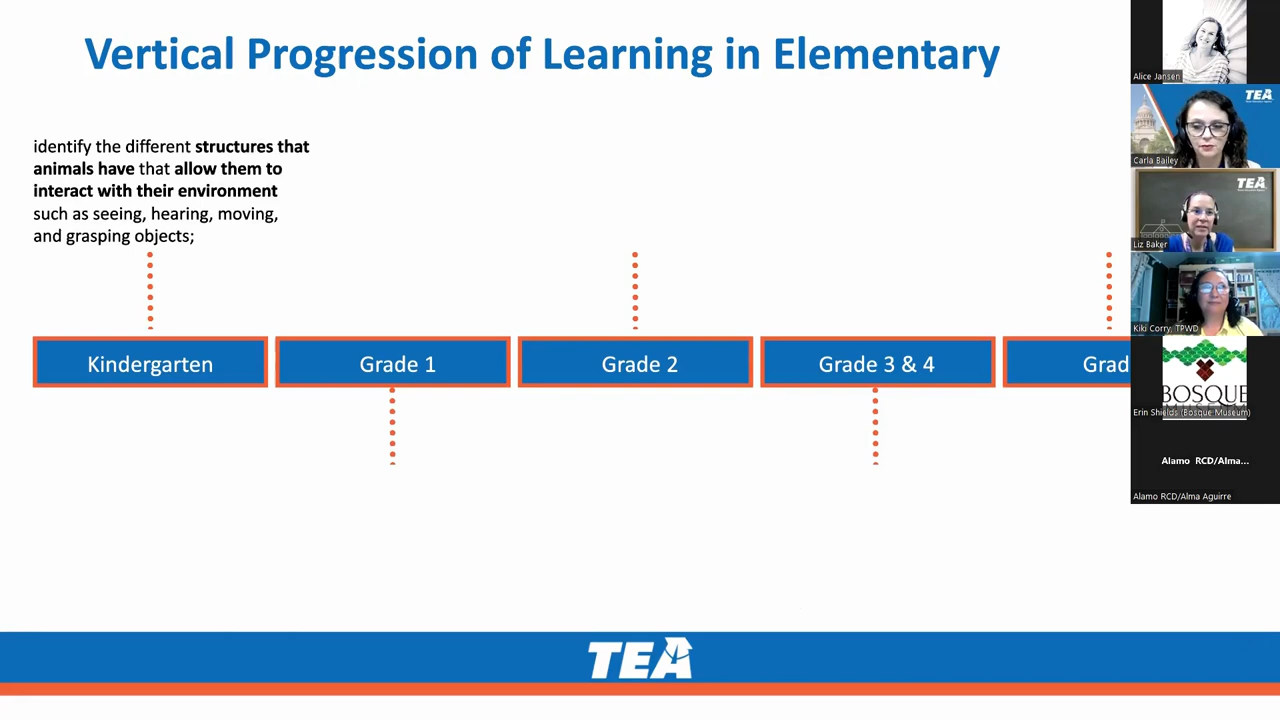 Vertical Progression of Learning in Elementary
identify the different structures that
animals have that allow them to
interact with their environment
such as seeing, hearing, moving,
and grasping objects;
Kindergarten
Grade 1
Grade 2
Grade 3 & 4
Grad
TEA
Alice Jansen
TEA
Carla Bailey
TEA
Liz Baker
Kiki Corry, TPWD
BOSQUE
Erin Shields (Bosque Museum)
Alamo RCD/Alma...
Alamo RCD/Alma Aguirre